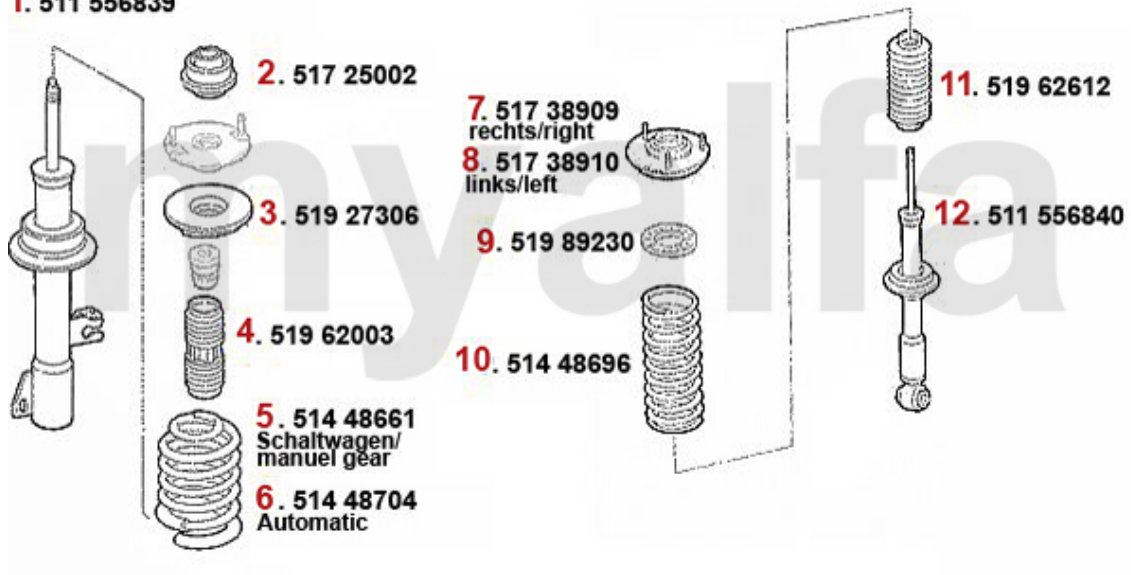 1. 511 556839
2. 517 25002
3. 519 27306
4. 519 62003
5. 514 48661
Schaltwagen/
manuel gear
6. 514 48704
Automatic
7. 517 38909
rechts/right
8. 517 38910
links/left
9. 519 89230
10. 514 48696
11. 519 62612
12. 511 556840
myalfa